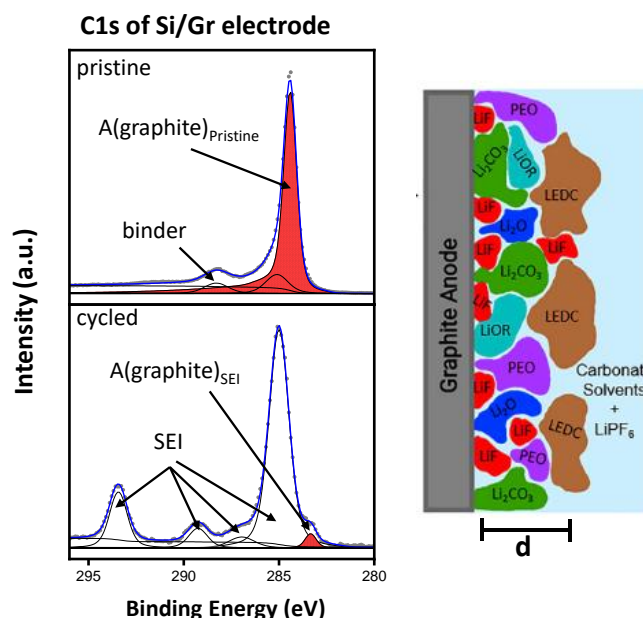 C1s of Si/Gr electrode
pristine
A(graphite)Pristine
binder
cycled
A(graphite)SEI
SEI
295
290
285
280
Binding Energy (eV)
Intensity (a.u.)
Graphite Anode
PEO
LiF
Li₂CO₃
LiOR
LEDC
LiF
Li₂O
LiF
LiF
Li₂CO₃
LiF
LiOR
LEDC
PEO
Carbonat
Solvents
+
LiPF₆
LiF
Li₂O
LiF
LEDC
LiF
PEO
Li₂CO₃
d